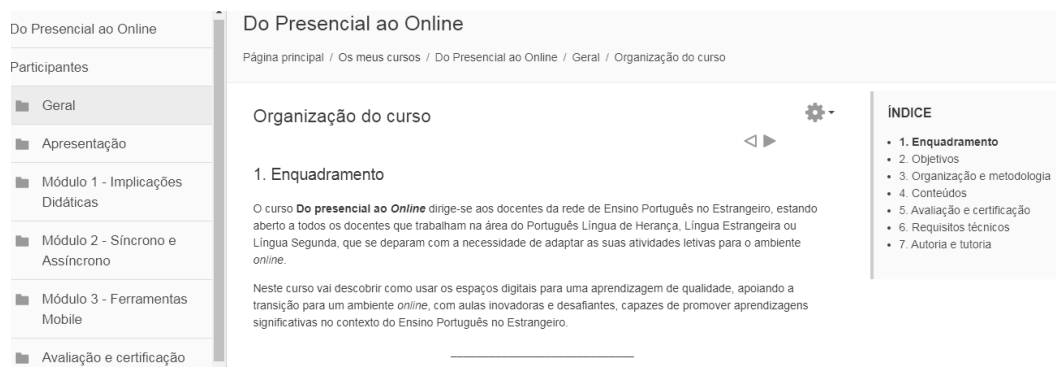 Do Presencial ao Online
Participantes
Geral
Apresentação
Módulo 1 - Implicações
Didáticas
Módulo 2 - Síncrono e
Assíncrono
Módulo 3 - Ferramentas
Mobile
Avaliação e certificação
Do Presencial ao Online
Página principal / Os meus cursos / Do Presencial ao Online / Geral / Organização do curso
Organização do curso
1. Enquadramento
O curso Do presencial ao Online dirige-se aos docentes da rede de Ensino Português no Estrangeiro, estando
aberto a todos os docentes que trabalham na área do Português Língua de Herança, Língua Estrangeira ou
Língua Segunda, que se deparam com a necessidade de adaptar as suas atividades letivas para o ambiente
online.
Neste curso vai descobrir como usar os espaços digitais para uma aprendizagem de qualidade, apoiando a
transição para um ambiente online, com aulas inovadoras e desafiantes, capazes de promover aprendizagens
significativas no contexto do Ensino Português no Estrangeiro.
ÍNDICE
1. Enquadramento
2. Objetivos
3. Organização e metodologia
4. Conteúdos
5. Avaliação e certificação
6. Requisitos técnicos
7. Autoria e tutoria